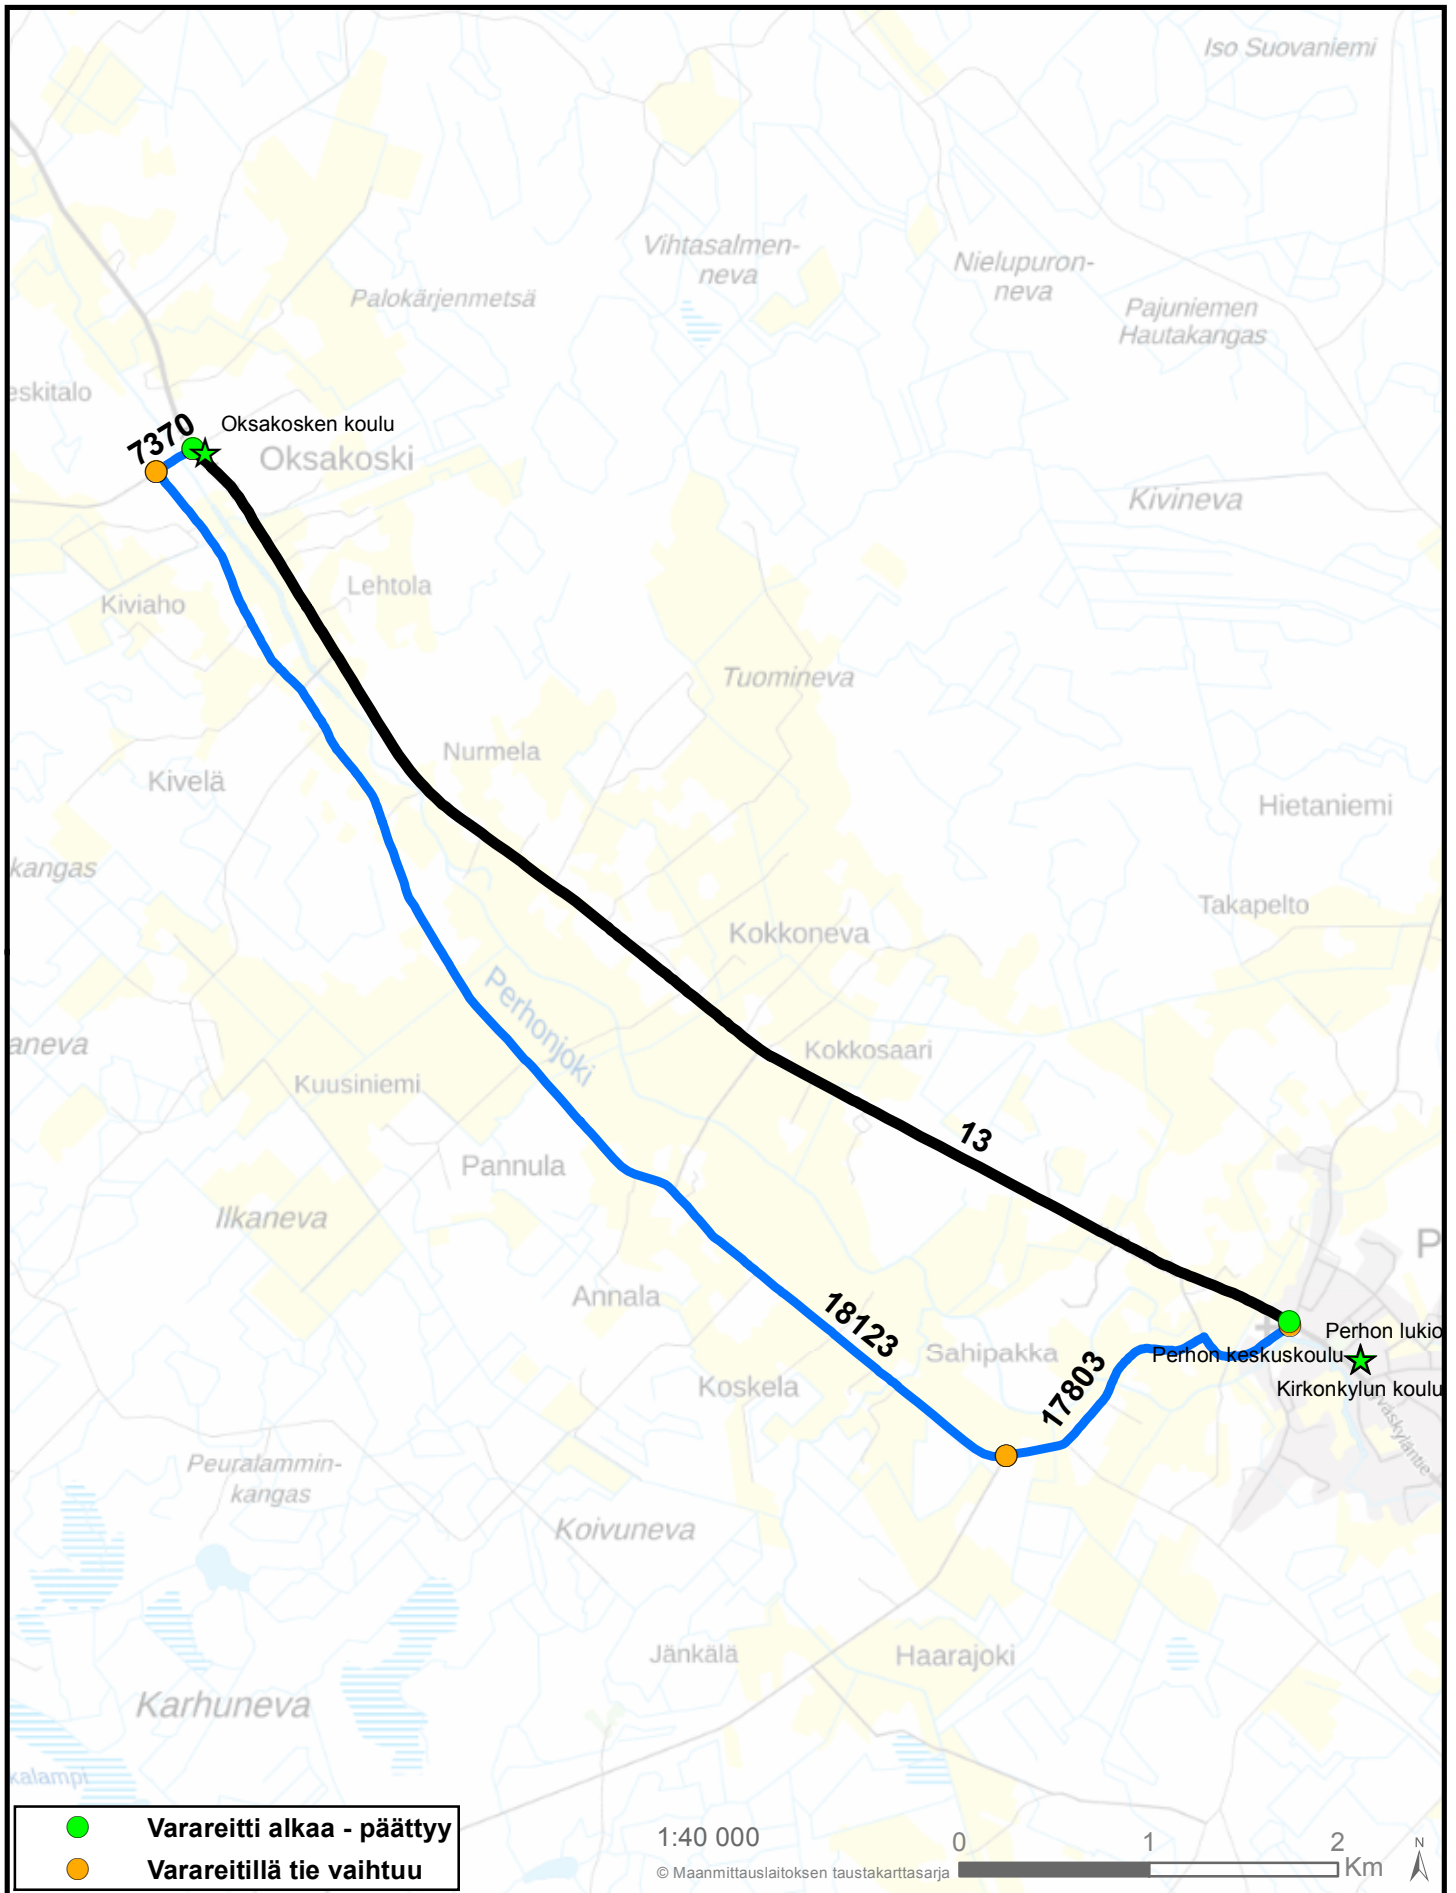 Iso Suovaniemi
Vihtasalmen-
neva
Nielupuron-
neva
Palokärjenmetsä
Pajuniemen
Hautakangas
eskitalo
7370
Oksakosken koulu
Oksakoski
Kivineva
Kiviaho
Lehtola
Tuomineva
Nurmela
Kivelä
Hietaniemi
kangas
Takapelto
Kokkoneva
Perhonjoki
aneva
Kokkosaari
Kuusiniemi
13
Pannula
Ilkaneva
P
Annala
18123
Perhon lukio
Sahipakka
Perhon keskuskoulu
17803
Koskela
Kirkonkylun koulu
väskyläntie
Peuralammin-
kangas
Koivuneva
Jänkälä
Haarajoki
Karhuneva
kalampi
Varareitti alkaa - päättyy
Varareitillä tie vaihtuu
1:40 000
© Maanmittauslaitoksen taustakarttasarja
0 1 2
Km
N